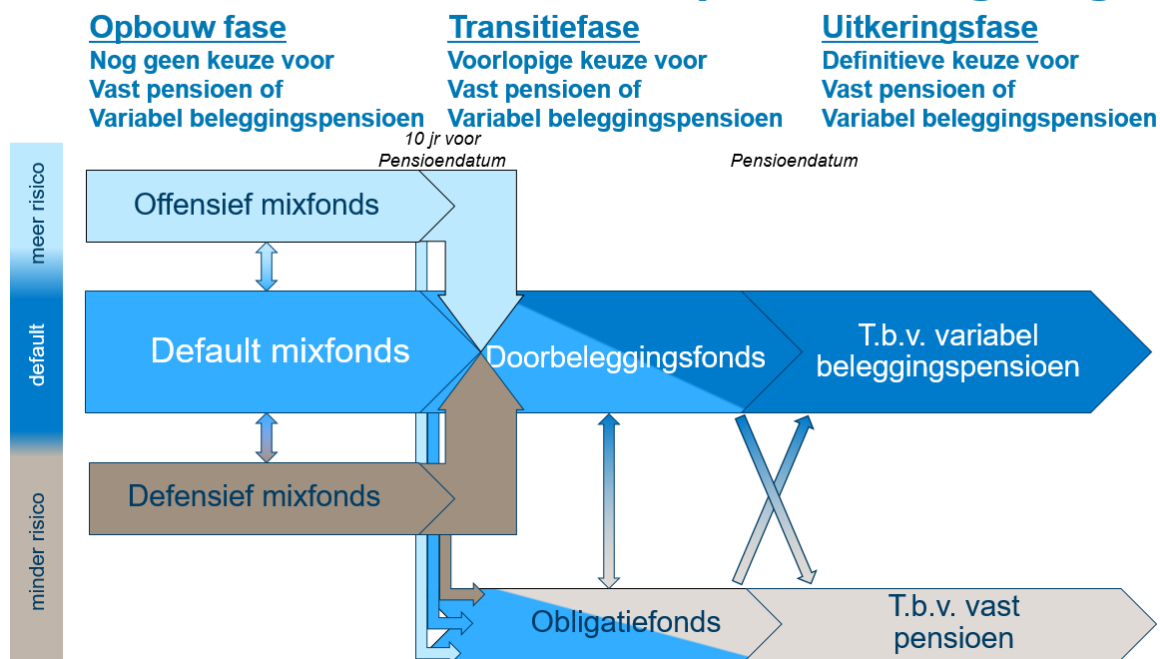 Opbouw fase
Nog geen keuze voor
Vast pensioen of
Variabel beleggingspensioen
Transitiefase
Voorlopige keuze voor
Vast pensioen of
Variabel beleggingspensioen
Uitkeringsfase
Definitieve keuze voor
Vast pensioen of
Variabel beleggingspensioen
10 jr voor
Pensioendatum
Pensioendatum
meer risico
Offensief mixfonds
default
Default mixfonds
Doorbeleggingsfonds
T.b.v. variabel
beleggingspensioen
minder risico
Defensief mixfonds
Obligatiefonds
T.b.v. vast
pensioen